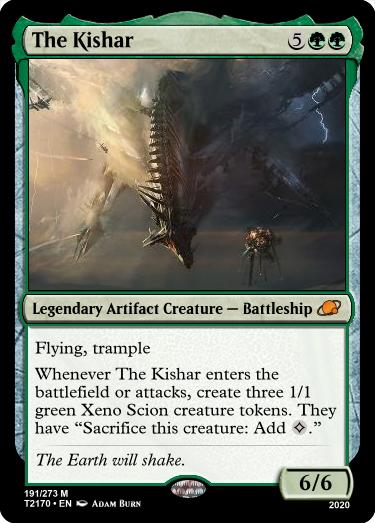 The Kishar 5
Legendary Artifact Creature — Battleship
Flying, trample
Whenever The Kishar enters the
battlefield or attacks, create three 1/1
green Xeno Scion creature tokens. They
have “Sacrifice this creature: Add ◇.”
The Earth will shake.
6/6
191/273 M
T2170 • EN ADAM BURN
2020